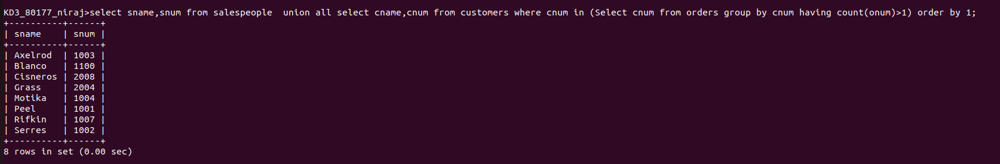 KD3_80177_niraj>select sname,snum from salespeople  union all select cname,cnum from customers where cnum in (Select cnum from orders group by cnum having count(onum)>1) order by 1;
+----------+------+
| sname    | snum |
+----------+------+
| Axelrod  | 1003 |
| Blanco   | 1100 |
| Cisneros | 2008 |
| Grass    | 2004 |
| Motika   | 1004 |
| Peel     | 1001 |
| Rifkin   | 1007 |
| Serres   | 1002 |
+----------+------+
8 rows in set (0.00 sec)